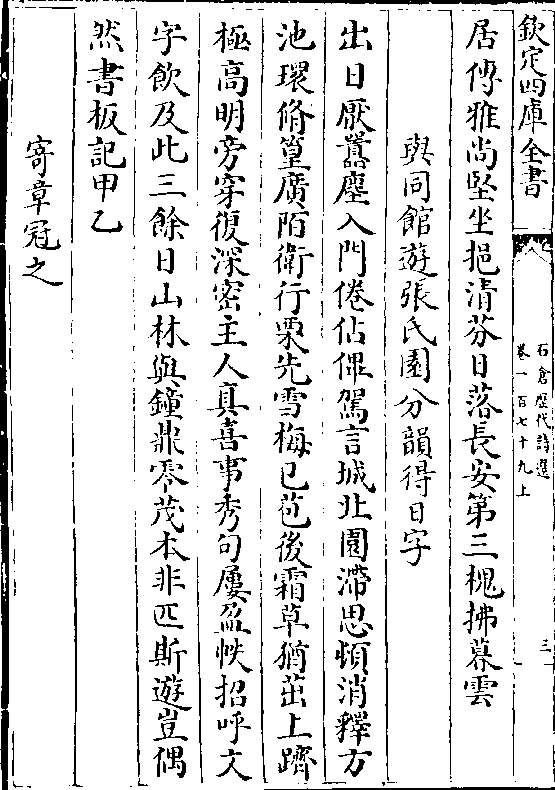 欽定四庫全書
石倉歷代詩選
卷一百七十九上
三
居傳雅尚堅坐挹清芬日落長安第三槐拂暮雲
與同館遊張氏園分韻得日字
出日厭囂塵入門倦佔俾駕言城北園滯思頓消釋方
池環脩篁廣陌衛行栗先雪梅已苞後霜草猶茁上躋
極高明旁穿復深密主人真喜事秀句屢盈帙招呼文
字飲及此三餘日山林與鐘鼎零茂本非匹斯遊豈偶
然書板記甲乙
寄章冠之